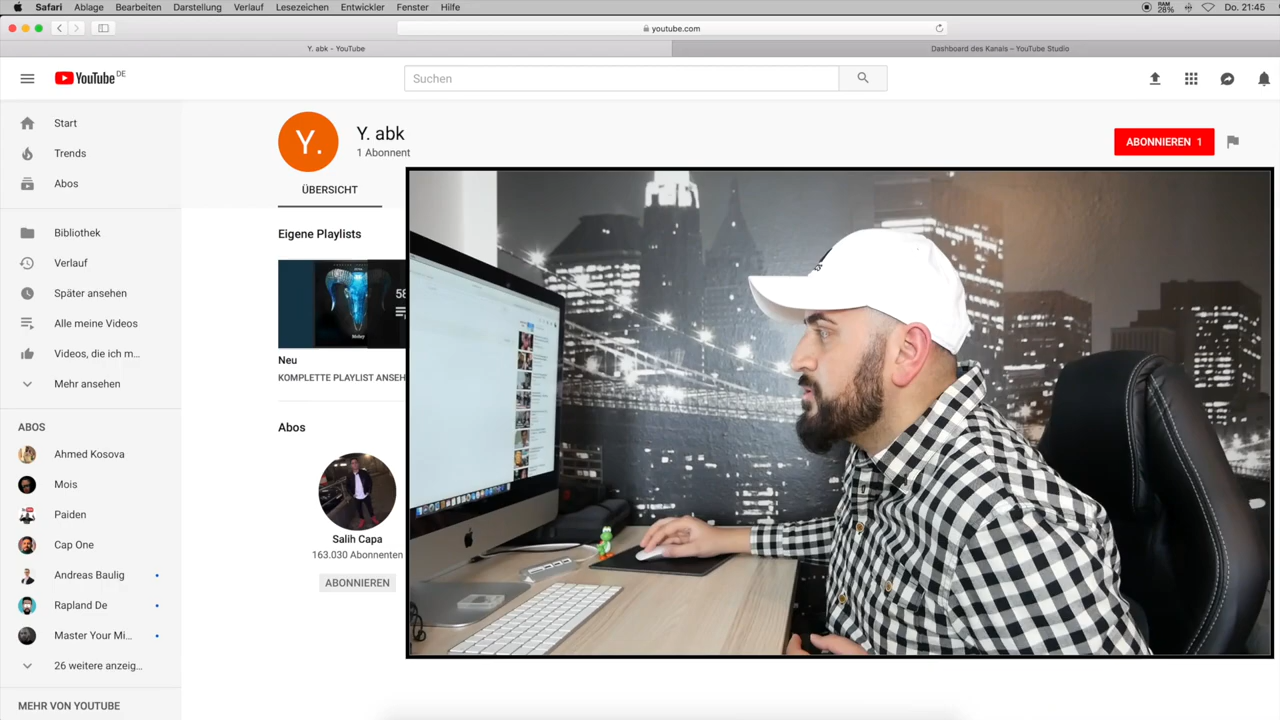 Safari Ablage Bearbeiten Darstellung Verlauf Lesezeichen Entwickler Fenster Hilfe RAM 28% Do. 21:45
youtube.com
Y. abk - YouTube Dashboard des Kanals – YouTube Studio
YouTube DE Suchen
Start
Trends
Abos
Bibliothek
Verlauf
Später ansehen
Alle meine Videos
Videos, die ich m...
Mehr ansehen
ABOS
Ahmed Kosova
Mois
Paiden
Cap One
Andreas Baulig
Rapland De
Master Your Mi...
26 weitere anzeig...
MEHR VON YOUTUBE
Y.
Y. abk
1 Abonnent
ABONNIEREN 1
ÜBERSICHT
Eigene Playlists
58
Neu
KOMPLETTE PLAYLIST ANSEH
Abos
Salih Capa
163.030 Abonnenten
ABONNIEREN